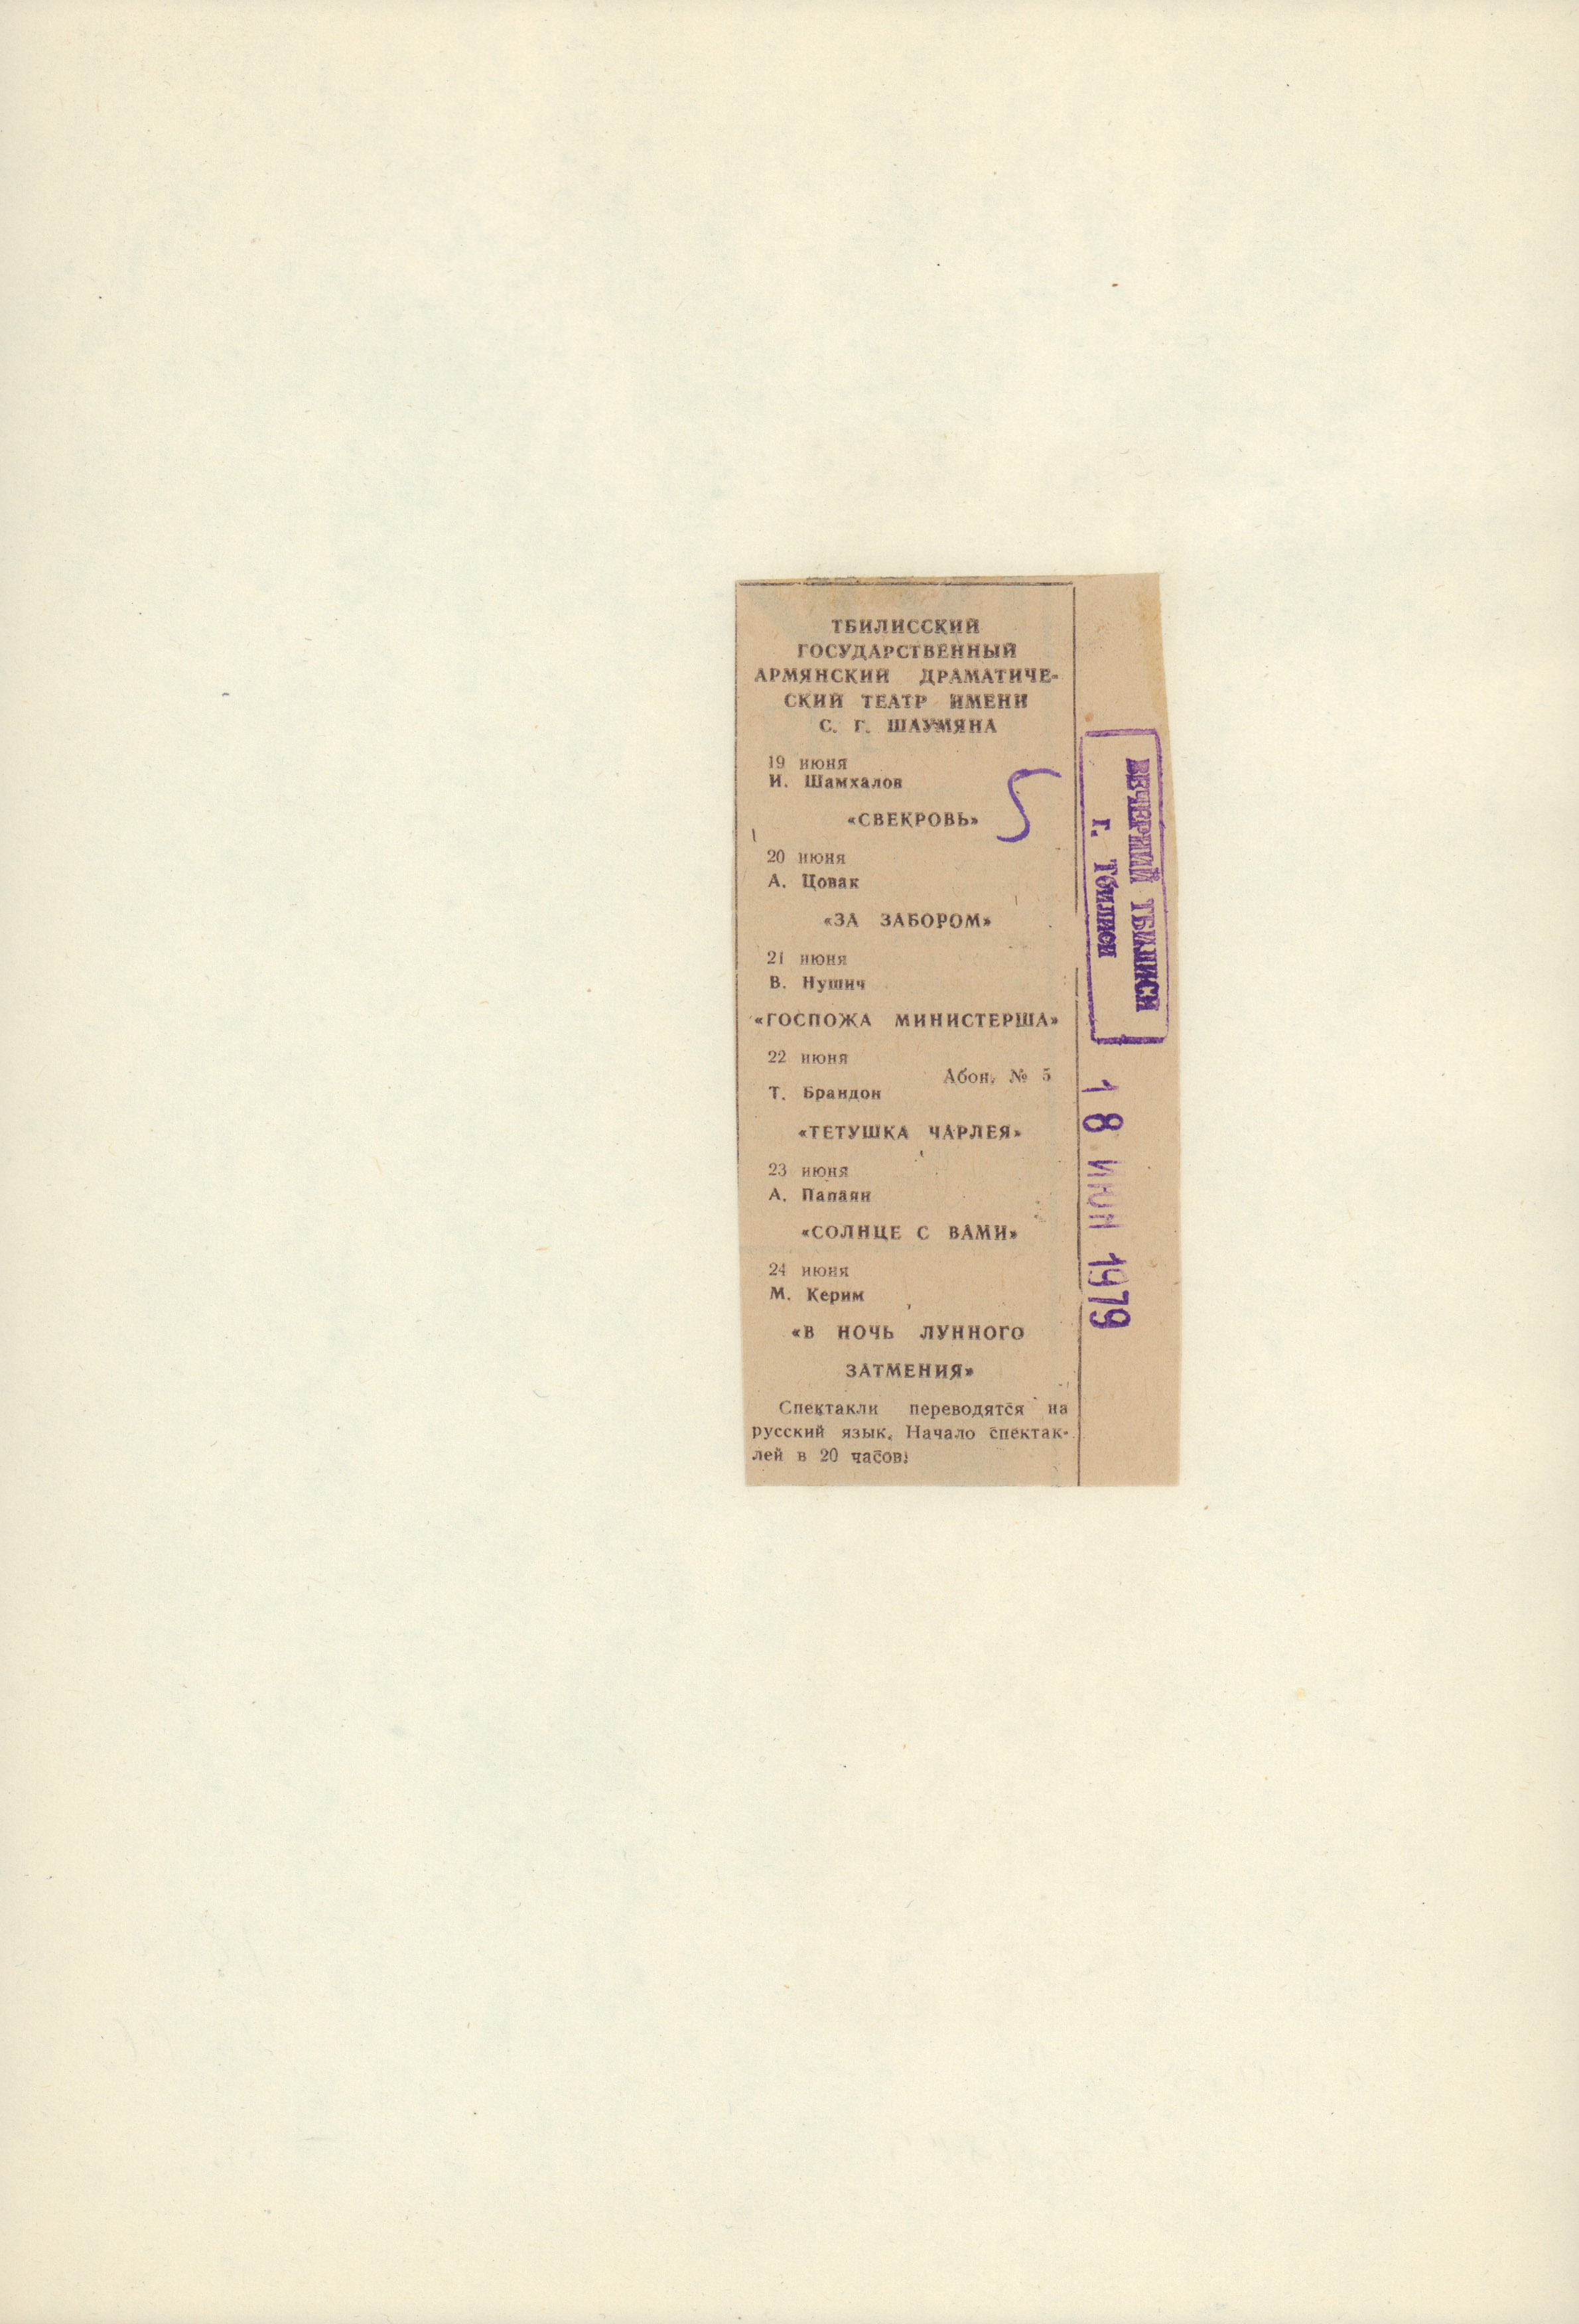 ТБИЛИССКИЙ
ГОСУДАРСТВЕННЫЙ
АРМЯНСКИЙ ДРАМАТИЧЕ-
СКИЙ ТЕАТР ИМЕНИ
С. Г. ШАУМЯНА
19 июня
И. Шамхалов
«СВЕКРОВЬ»
5
20 июня
А. Цовак
«ЗА ЗАБОРОМ»
21 июня
В. Нушич
«ГОСПОЖА МИНИСТЕРША»
22 июня
Абон. № 5
Т. Брандон
«ТЕТУШКА ЧАРЛЕЯ»
23 июня
А. Папаян
«СОЛНЦЕ С ВАМИ»
24 июня
М. Керим
«В НОЧЬ ЛУННОГО
ЗАТМЕНИЯ»
Спектакли переводятся на
русский язык. Начало спектак-
лей в 20 часов.
ВЕЧЕРНИЙ ТБИЛИСИ
г. Тбилиси
18 ИЮН 1979